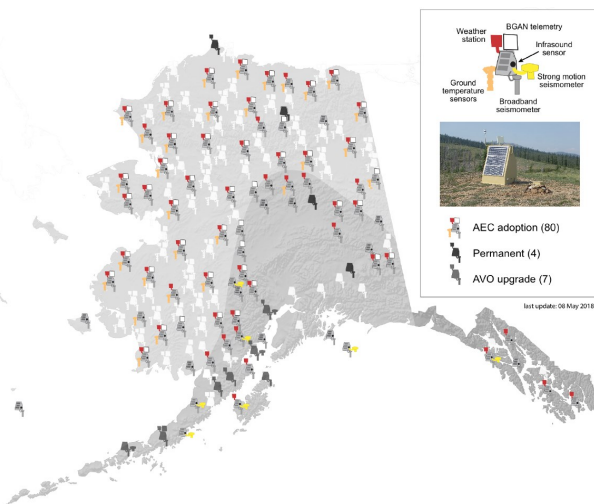 Weather
station
BGAN telemetry
Infrasound
sensor
Strong motion
seismometer
Ground
temperature
sensors
Broadband
seismometer
AEC adoption (80)
Permanent (4)
AVO upgrade (7)
last update: 08 May 2018